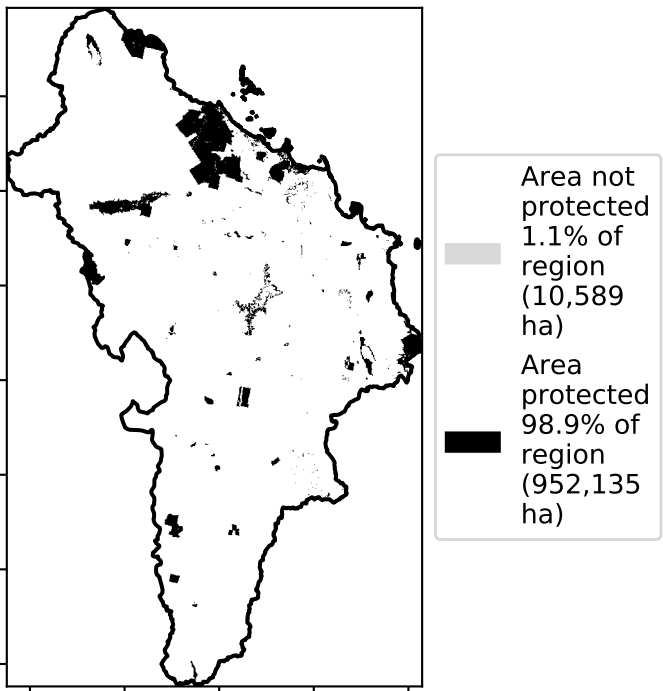 Area not
protected
1.1% of
region
(10,589
ha)
Area
protected
98.9% of
region
(952,135
ha)